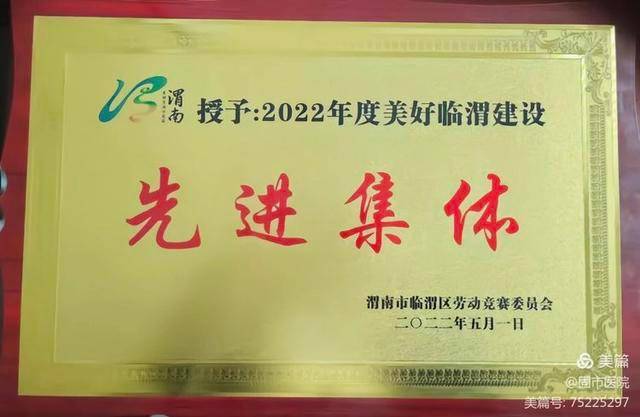 渭南
授予:2022年度美好临渭建设
先进集体
渭南市临渭区劳动竞赛委员会
二〇二二年五月一日
美篇
@固市医院
美篇号: 75225297